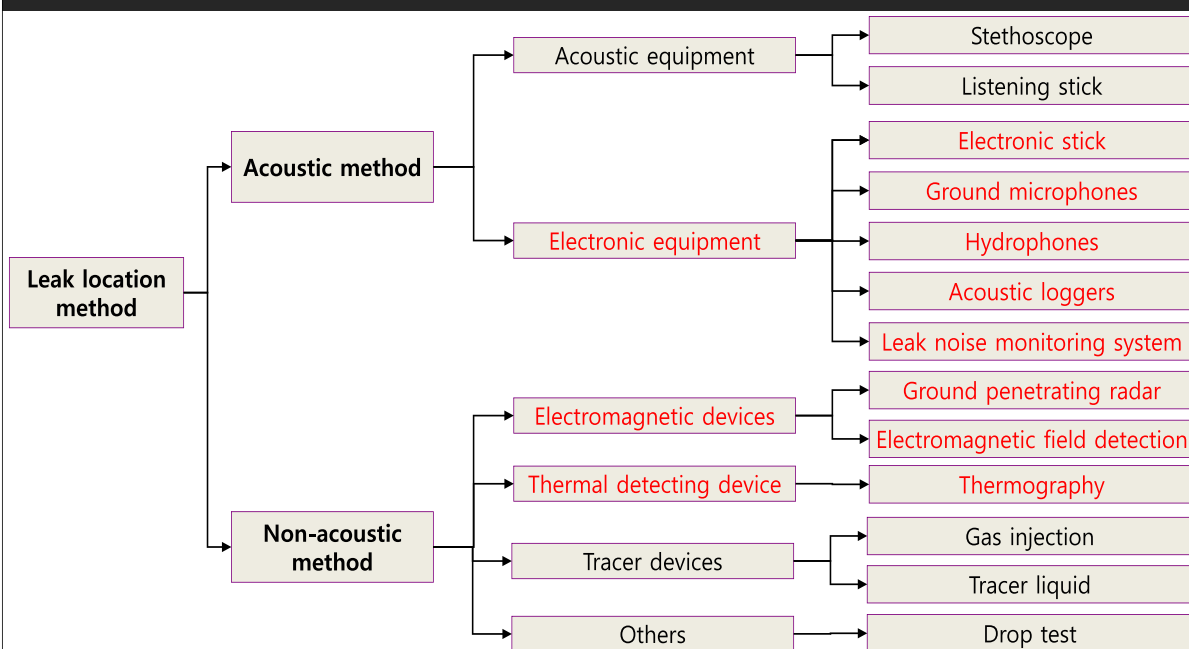 Leak location
method
Acoustic method
Acoustic equipment
Stethoscope
Listening stick
Electronic equipment
Electronic stick
Ground microphones
Hydrophones
Acoustic loggers
Leak noise monitoring system
Non-acoustic
method
Electromagnetic devices
Ground penetrating radar
Electromagnetic field detection
Thermal detecting device
Thermography
Tracer devices
Gas injection
Tracer liquid
Others
Drop test